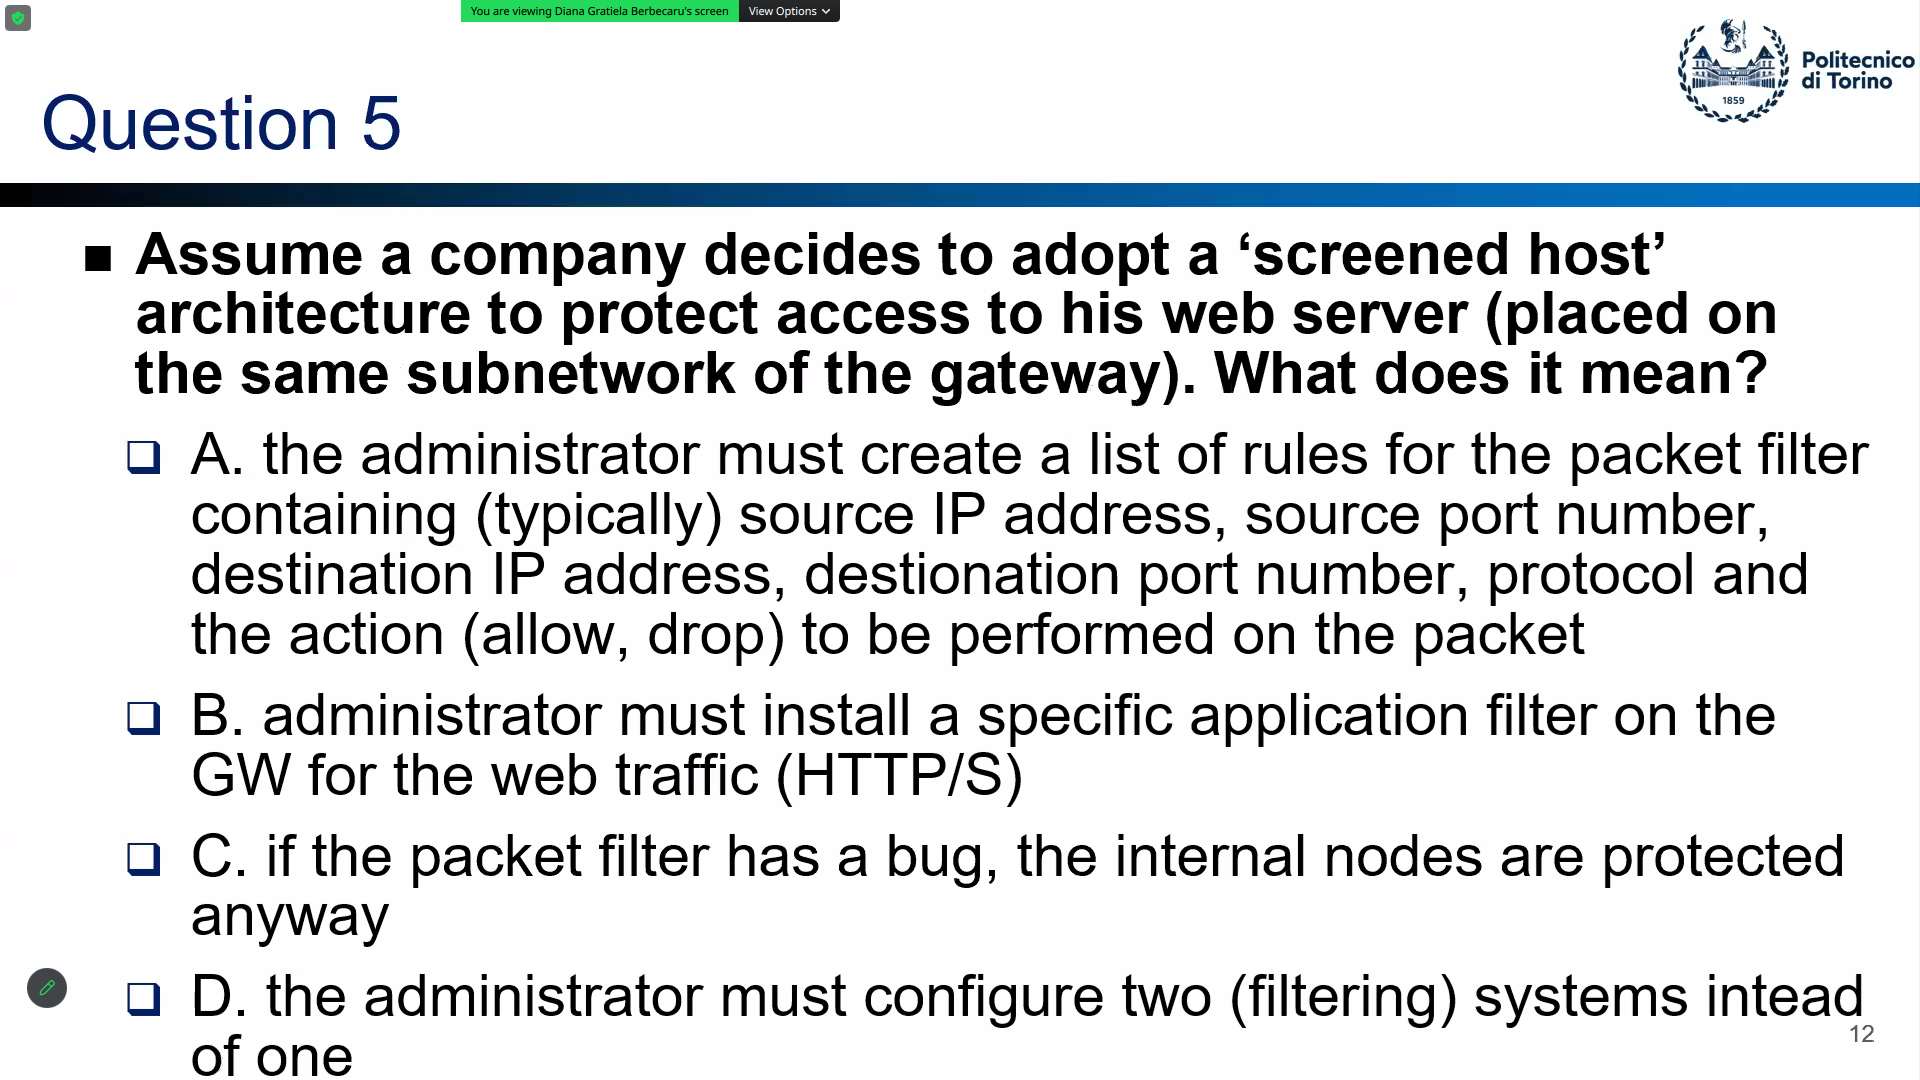 You are viewing Diana Gratiela Berbecaru's screen View Options
Politecnico
di Torino
1859
Question 5
Assume a company decides to adopt a ‘screened host’
architecture to protect access to his web server (placed on
the same subnetwork of the gateway). What does it mean?
A. the administrator must create a list of rules for the packet filter
containing (typically) source IP address, source port number,
destination IP address, destionation port number, protocol and
the action (allow, drop) to be performed on the packet
B. administrator must install a specific application filter on the
GW for the web traffic (HTTP/S)
C. if the packet filter has a bug, the internal nodes are protected
anyway
D. the administrator must configure two (filtering) systems intead
of one
12